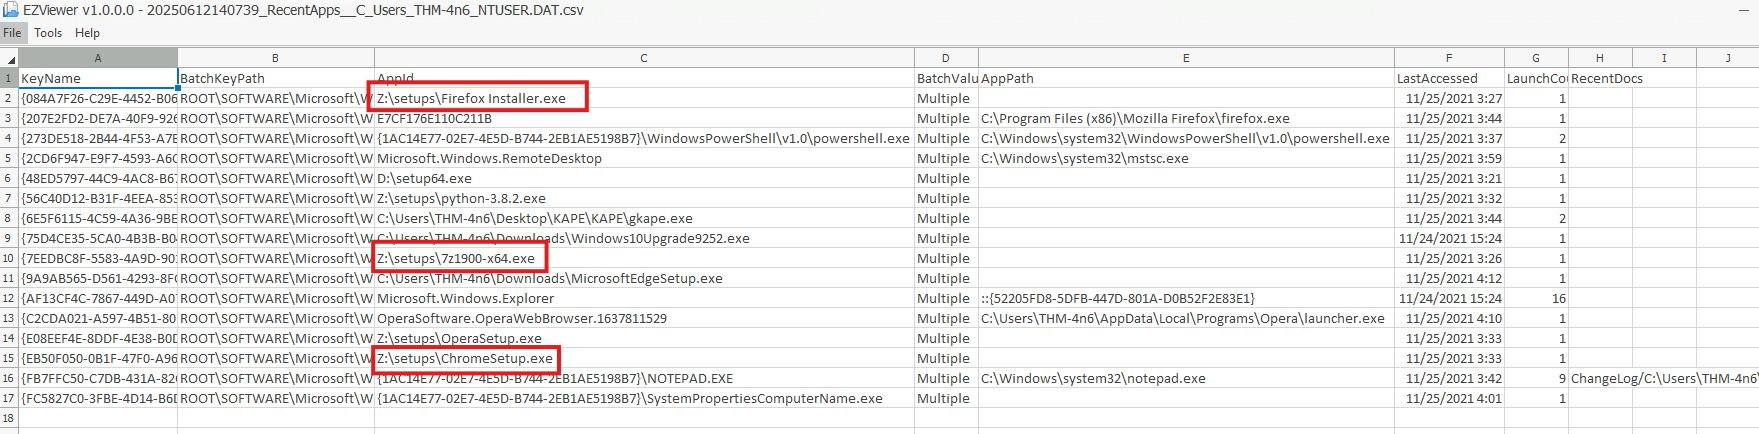 EZViewer v1.0.0.0 - 20250612140739_RecentApps__C_Users_THM-4n6_NTUSER.DAT.csv
File Tools Help
A B C D E F G H I J
1 KeyName BatchKeyPath AppId BatchValu AppPath LastAccessed LaunchCou RecentDocs
2 {084A7F26-C29E-4452-B06 ROOT\SOFTWARE\Microsoft\W Z:\setups\Firefox Installer.exe Multiple 11/25/2021 3:27 1
3 {207E2FD2-DE7A-40F9-926 ROOT\SOFTWARE\Microsoft\W E7CF176E110C211B Multiple C:\Program Files (x86)\Mozilla Firefox\firefox.exe 11/25/2021 3:44 1
4 {273DE518-2B44-4F53-A7E ROOT\SOFTWARE\Microsoft\W {1AC14E77-02E7-4E5D-B744-2EB1AE5198B7}\WindowsPowerShell\v1.0\powershell.exe Multiple C:\Windows\system32\WindowsPowerShell\v1.0\powershell.exe 11/25/2021 3:37 2
5 {2CD6F947-E9F7-4593-A6C ROOT\SOFTWARE\Microsoft\W Microsoft.Windows.RemoteDesktop Multiple C:\Windows\system32\mstsc.exe 11/25/2021 3:59 1
6 {48ED5797-44C9-4AC8-B67 ROOT\SOFTWARE\Microsoft\W D:\setup64.exe Multiple 11/25/2021 3:21 1
7 {56C40D12-B31F-4EEA-853 ROOT\SOFTWARE\Microsoft\W Z:\setups\python-3.8.2.exe Multiple 11/25/2021 3:32 1
8 {6E5F6115-4C59-4A36-9BE ROOT\SOFTWARE\Microsoft\W C:\Users\THM-4n6\Desktop\KAPE\KAPE\gkape.exe Multiple 11/25/2021 3:44 2
9 {75D4CE35-5CA0-4B3B-B04 ROOT\SOFTWARE\Microsoft\W C:\Users\THM-4n6\Downloads\Windows10Upgrade9252.exe Multiple 11/24/2021 15:24 1
10 {7EEDBC8F-5583-4A9D-901 ROOT\SOFTWARE\Microsoft\W Z:\setups\7z1900-x64.exe Multiple 11/25/2021 3:26 1
11 {9A9AB565-D561-4293-8F6 ROOT\SOFTWARE\Microsoft\W C:\Users\THM-4n6\Downloads\MicrosoftEdgeSetup.exe Multiple 11/25/2021 4:12 1
12 {AF13CF4C-7867-449D-A07 ROOT\SOFTWARE\Microsoft\W Microsoft.Windows.Explorer Multiple ::{52205FD8-5DFB-447D-801A-D0B52F2E83E1} 11/24/2021 15:24 16
13 {C2CDA021-A597-4B51-80 ROOT\SOFTWARE\Microsoft\W OperaSoftware.OperaWebBrowser.1637811529 Multiple C:\Users\THM-4n6\AppData\Local\Programs\Opera\launcher.exe 11/25/2021 4:10 1
14 {E08EEF4E-8DDF-4E38-B0D ROOT\SOFTWARE\Microsoft\W Z:\setups\OperaSetup.exe Multiple 11/25/2021 3:33 1
15 {EB50F050-0B1F-47F0-A96 ROOT\SOFTWARE\Microsoft\W Z:\setups\ChromeSetup.exe Multiple 11/25/2021 3:33 1
16 {FB7FFC50-C7DB-431A-820 ROOT\SOFTWARE\Microsoft\W {1AC14E77-02E7-4E5D-B744-2EB1AE5198B7}\NOTEPAD.EXE Multiple C:\Windows\system32\notepad.exe 11/25/2021 3:42 9 ChangeLog/C:\Users\THM-4n6\
17 {FC5827C0-3FBE-4D14-B6D ROOT\SOFTWARE\Microsoft\W {1AC14E77-02E7-4E5D-B744-2EB1AE5198B7}\SystemPropertiesComputerName.exe Multiple 11/25/2021 4:01 1
18